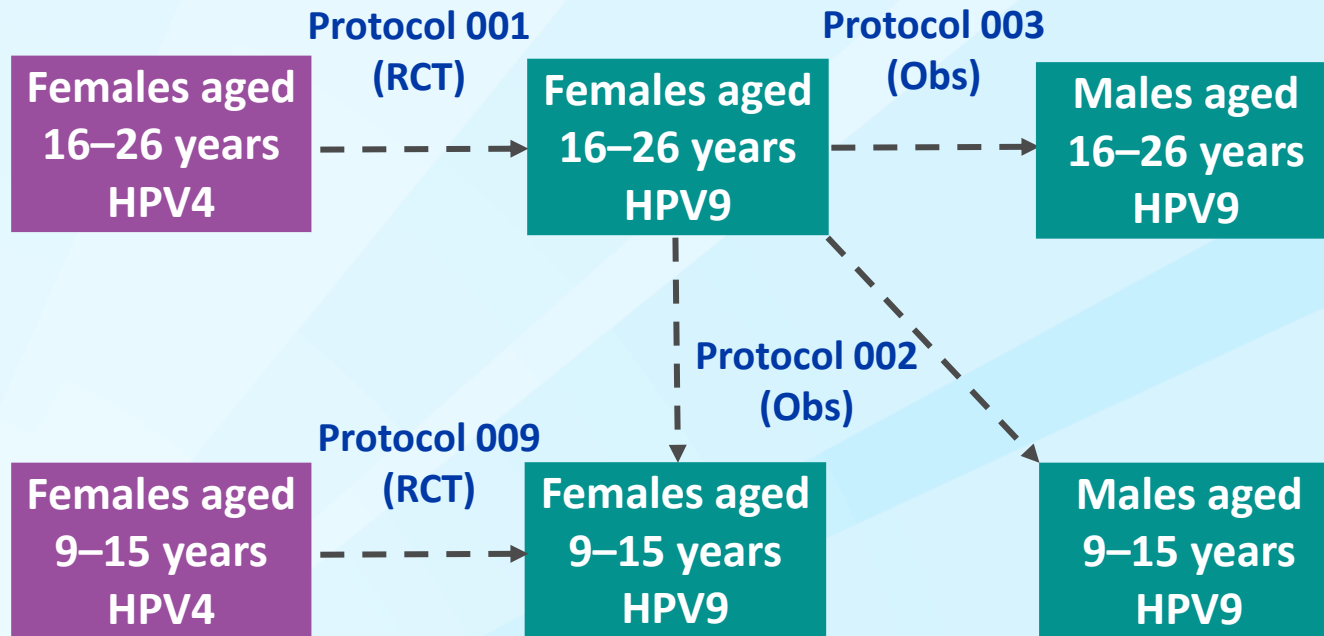 Protocol 001
(RCT)
Protocol 003
(Obs)
Females aged
16–26 years
HPV4
Females aged
16–26 years
HPV9
Males aged
16–26 years
HPV9
Protocol 002
(Obs)
Protocol 009
(RCT)
Females aged
9–15 years
HPV4
Females aged
9–15 years
HPV9
Males aged
9–15 years
HPV9